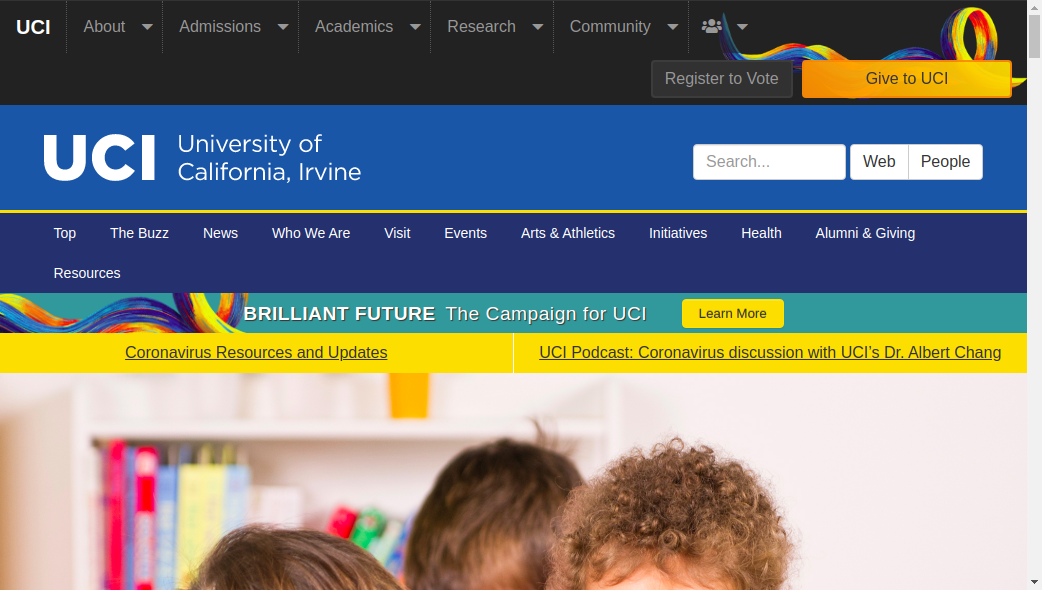 UCI About Admissions Academics Research Community
Register to Vote Give to UCI
UCI University of
California, Irvine
Search... Web People
Top The Buzz News Who We Are Visit Events Arts & Athletics Initiatives Health Alumni & Giving
Resources
BRILLIANT FUTURE The Campaign for UCI Learn More
Coronavirus Resources and Updates UCI Podcast: Coronavirus discussion with UCI's Dr. Albert Chang